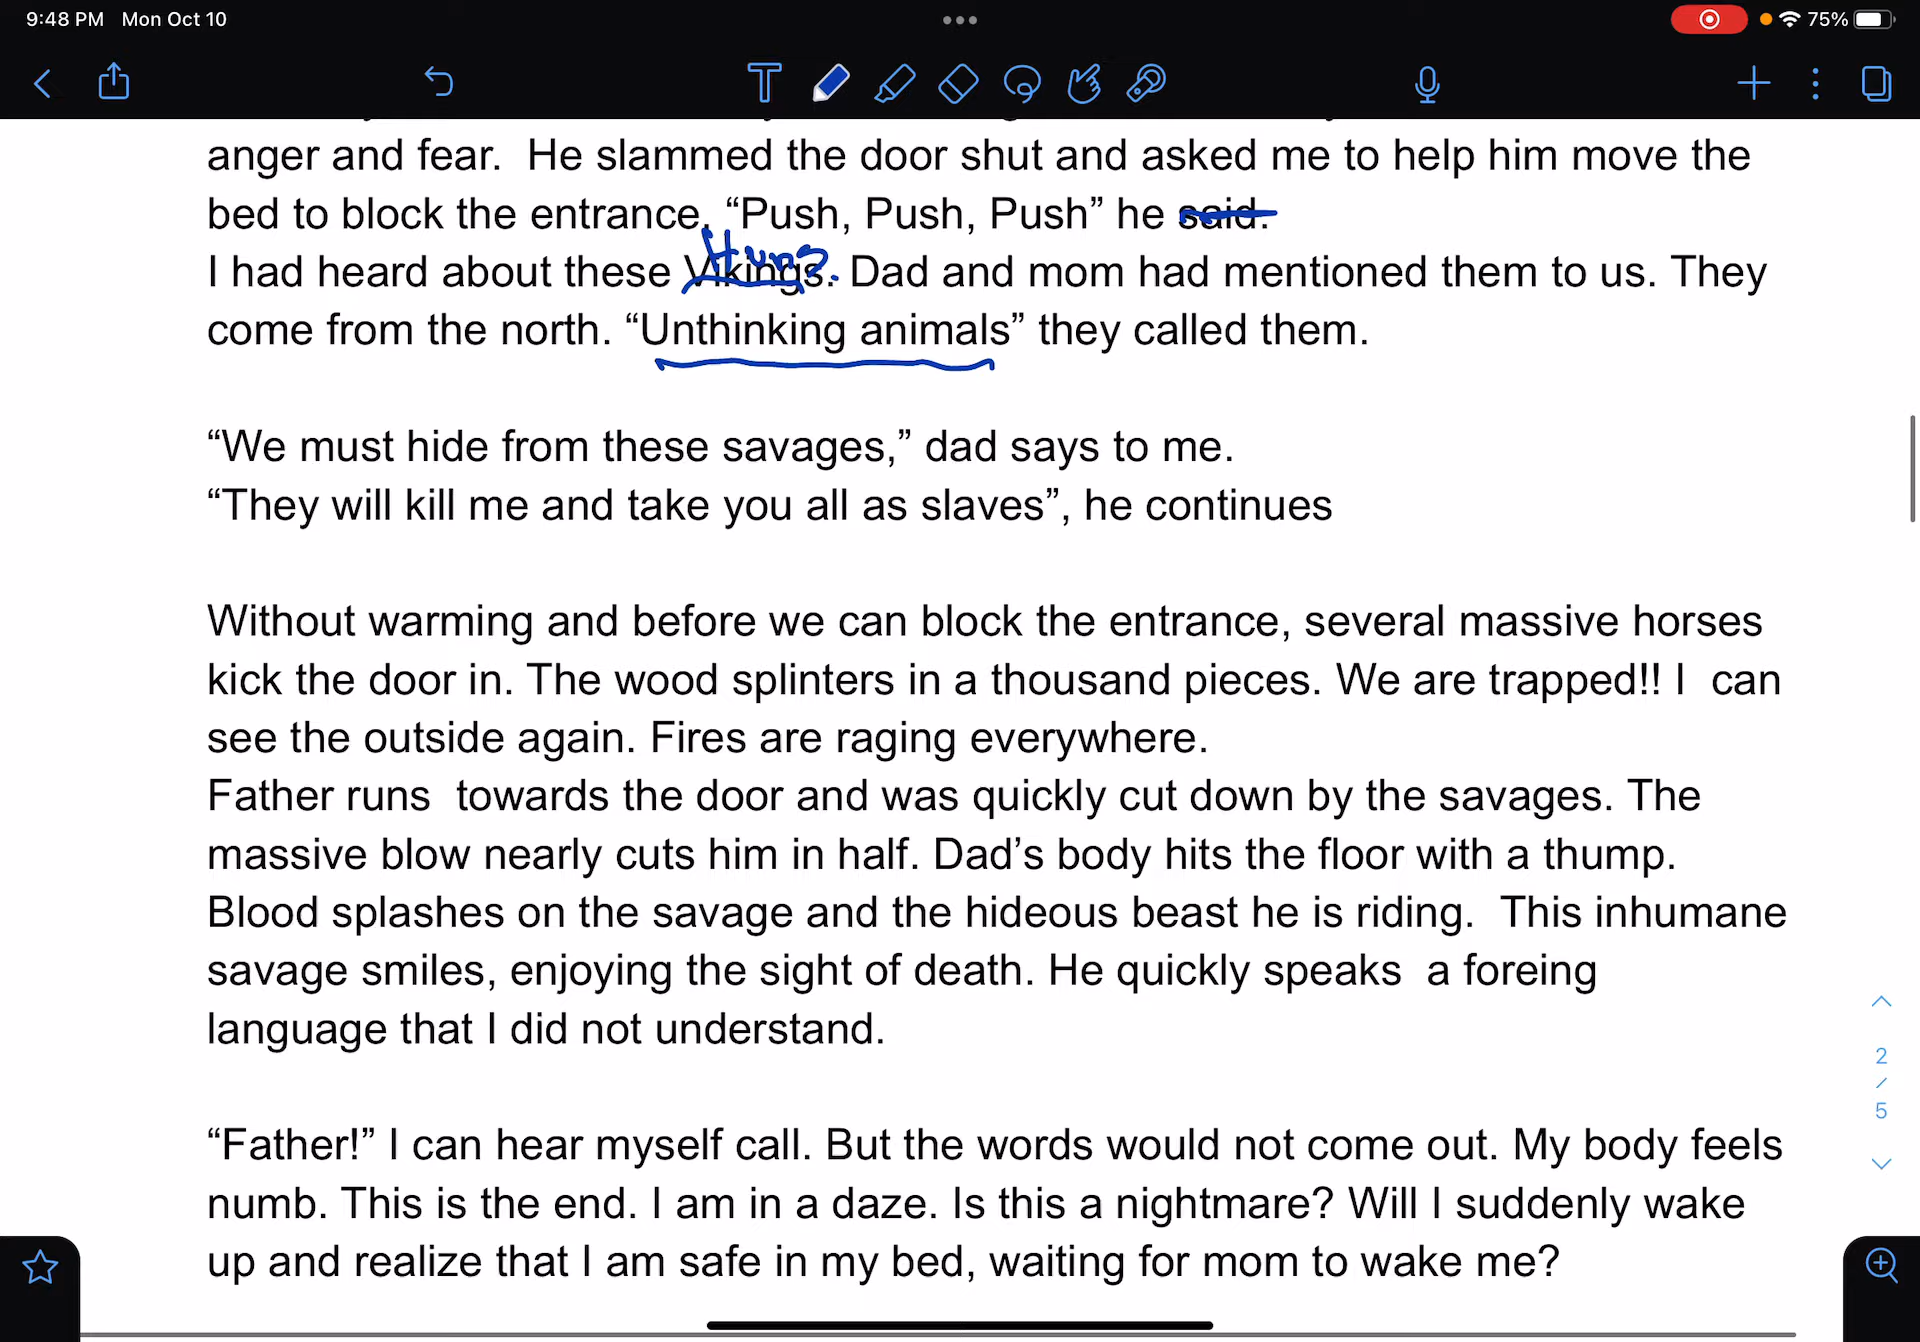 9:48 PM Mon Oct 10
75%
anger and fear.  He slammed the door shut and asked me to help him move the
bed to block the entrance, “Push, Push, Push” he said.
Huns
I had heard about these Vikings. Dad and mom had mentioned them to us. They
come from the north. “Unthinking animals” they called them.
“We must hide from these savages,” dad says to me.
“They will kill me and take you all as slaves”, he continues
Without warming and before we can block the entrance, several massive horses
kick the door in. The wood splinters in a thousand pieces. We are trapped!! I  can
see the outside again. Fires are raging everywhere.
Father runs  towards the door and was quickly cut down by the savages. The
massive blow nearly cuts him in half. Dad’s body hits the floor with a thump.
Blood splashes on the savage and the hideous beast he is riding.  This inhumane
savage smiles, enjoying the sight of death. He quickly speaks  a foreing
language that I did not understand.
“Father!” I can hear myself call. But the words would not come out. My body feels
numb. This is the end. I am in a daze. Is this a nightmare? Will I suddenly wake
up and realize that I am safe in my bed, waiting for mom to wake me?
2
/
5